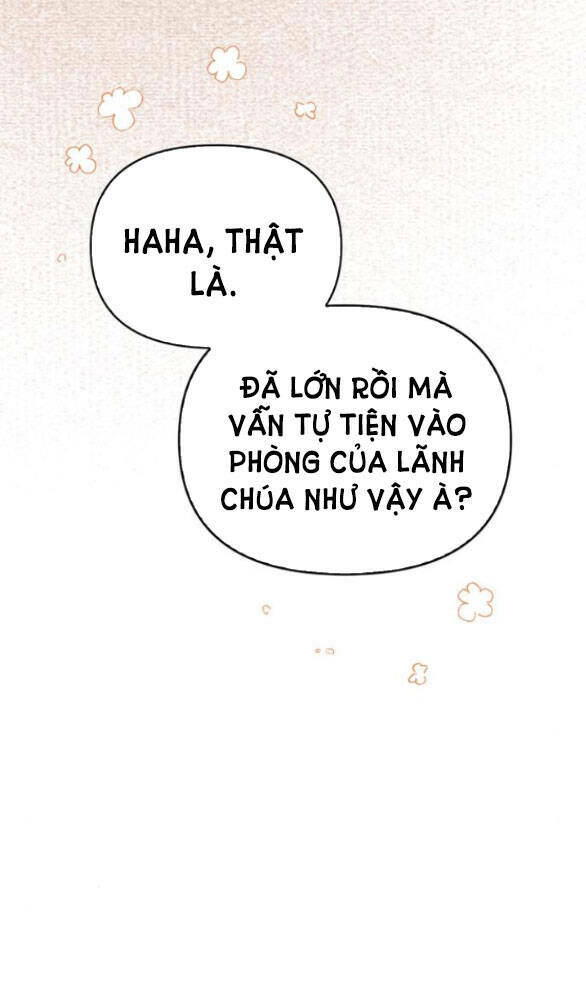 HAHA, THẬT
LÀ.
ĐÃ LỚN RỒI MÀ
VẪN TỰ TIỆN VÀO
PHÒNG CỦA LÃNH
CHÚA NHƯ VẬY À?